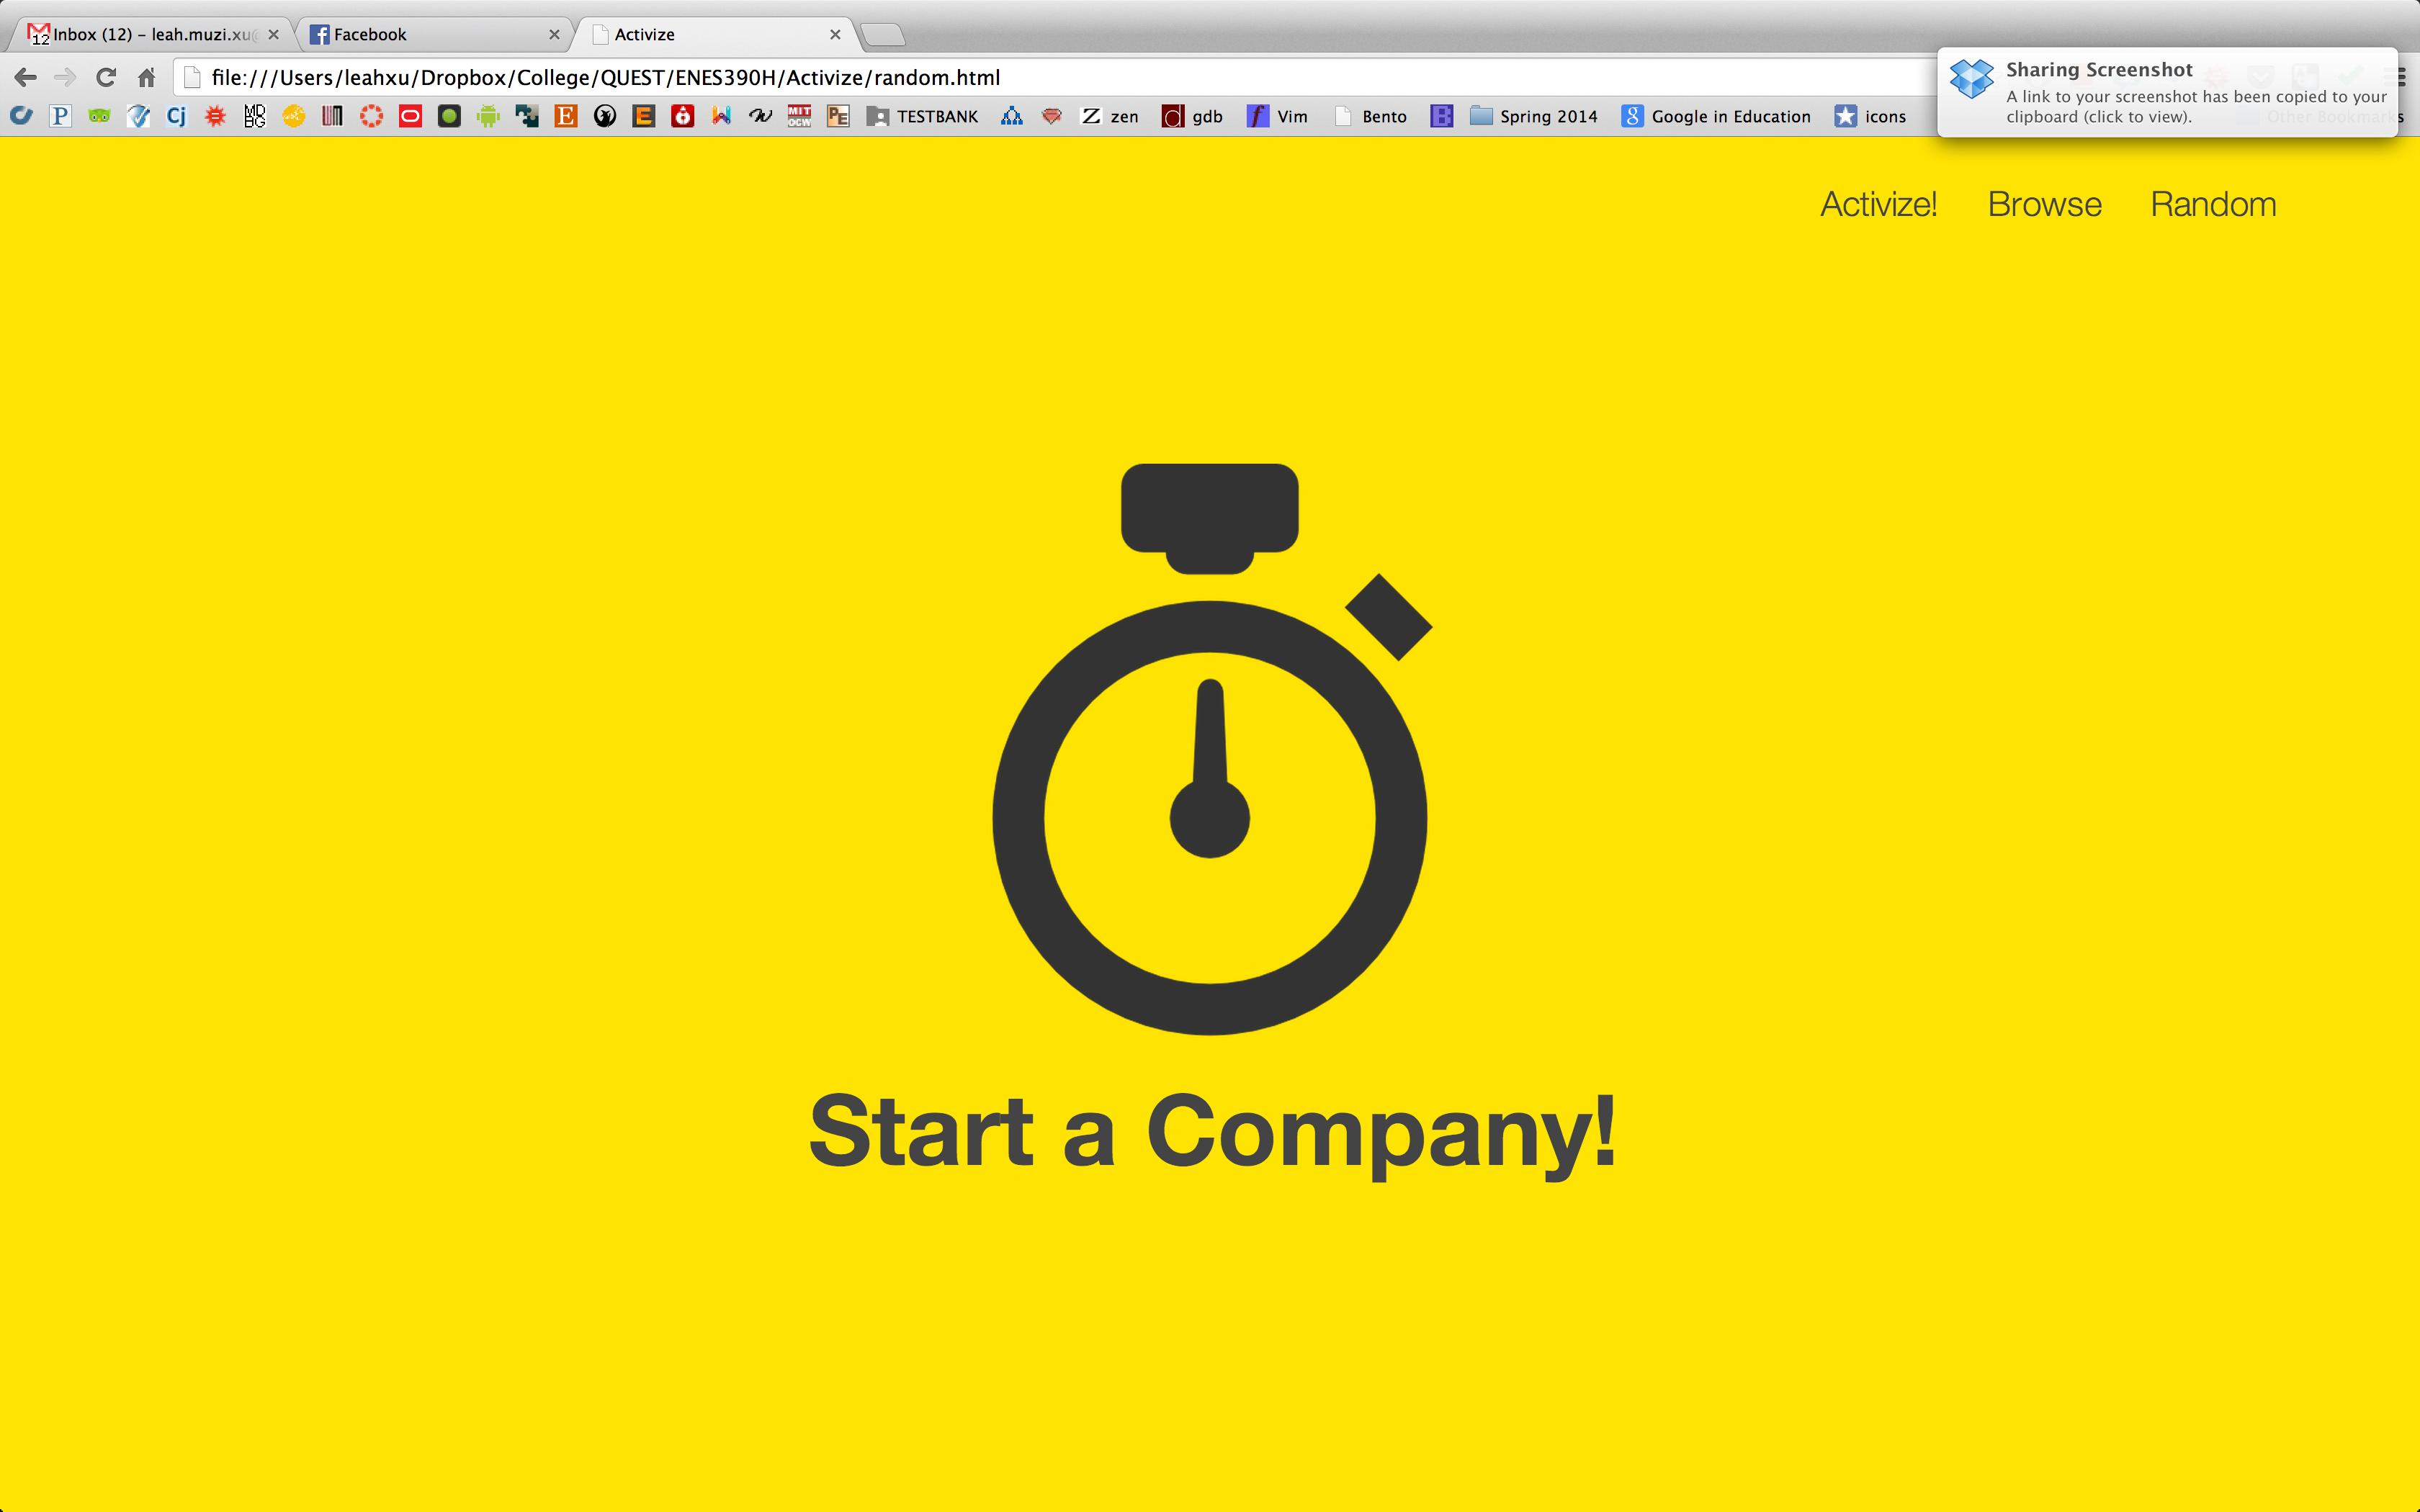 Inbox (12) – leah.muzi.xu@
Facebook
Activize
file:///Users/leahxu/Dropbox/College/QUEST/ENES390H/Activize/random.html
TESTBANK
zen
gdb
Vim
Bento
Spring 2014
Google in Education
icons
Other Bookmarks
Sharing Screenshot
A link to your screenshot has been copied to your
clipboard (click to view).
Activize! Browse Random
Start a Company!